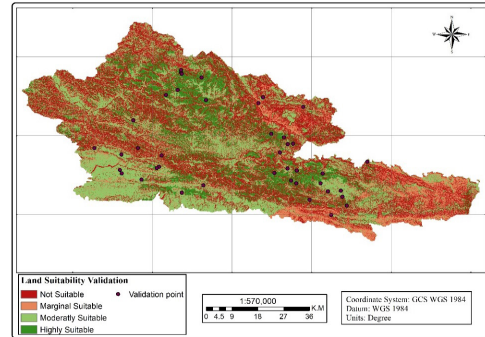 Land Suitability Validation
Not Suitable
Marginal Suitable
Moderatly Suitable
Highly Suitable
Validation point
1:570,000
K.M
0 4.5 9 18 27 36
Coordinate System: GCS WGS 1984
Datum: WGS 1984
Units: Degree